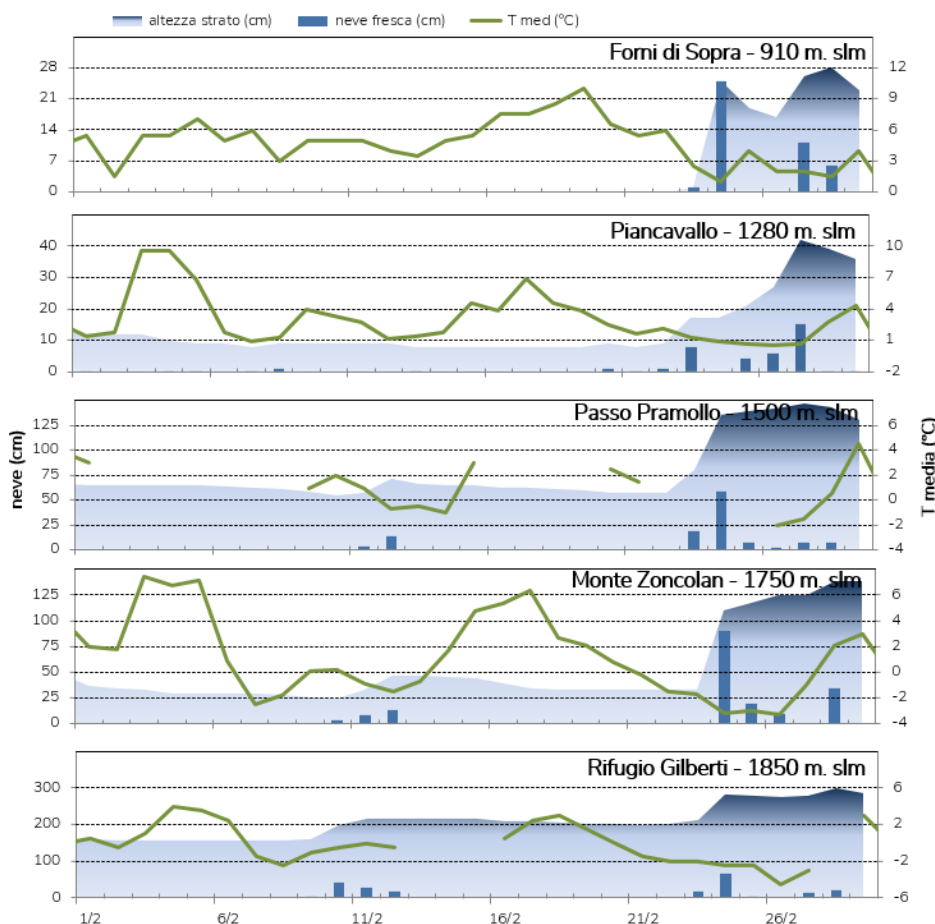 altezza strato (cm) neve fresca (cm) T med (°C)
Forni di Sopra - 910 m. slm
28 12
21 9
14 6
7 3
0 0
Piancavallo - 1280 m. slm
40 10
30 7
20 4
10 1
0 -2
Passo Pramollo - 1500 m. slm
125 6
100 4
75 2
50 0
25 -2
0 -4
neve (cm)
T media (°C)
Monte Zoncolan - 1750 m. slm
125 6
100 4
75 2
50 0
25 -2
0 -4
Rifugio Gilberti - 1850 m. slm
300 6
200 2
100 -2
0 -6
1/2 6/2 11/2 16/2 21/2 26/2